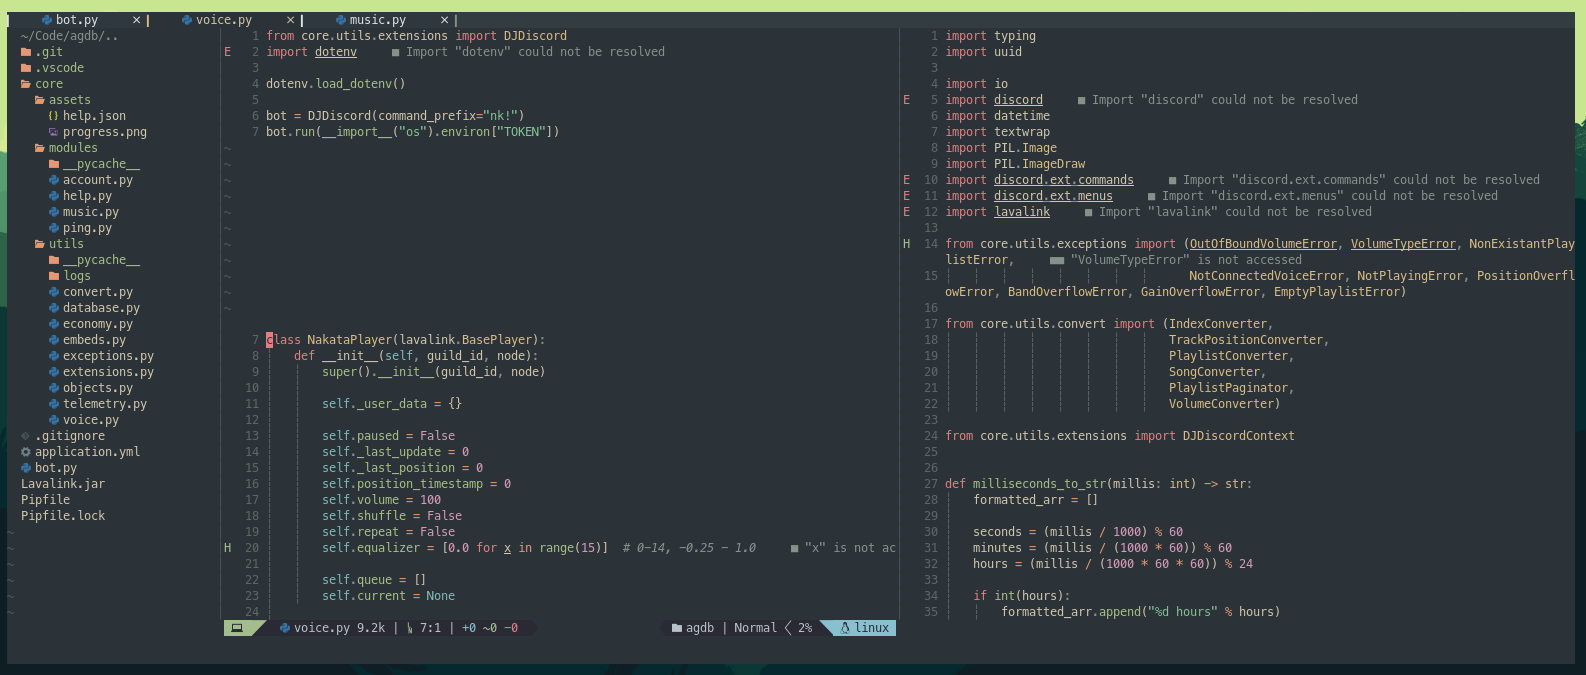 bot.py × | voice.py × | music.py × |
~/Code/agdb/..
.git
.vscode
core
assets
{} help.json
progress.png
modules
__pycache__
account.py
help.py
music.py
ping.py
utils
__pycache__
logs
convert.py
database.py
economy.py
embeds.py
exceptions.py
extensions.py
objects.py
telemetry.py
voice.py
.gitignore
application.yml
bot.py
Lavalink.jar
Pipfile
Pipfile.lock
~
~
~
~
~
~
1 from core.utils.extensions import DJDiscord
E 2 import dotenv ■ Import "dotenv" could not be resolved
3
4 dotenv.load_dotenv()
5
6 bot = DJDiscord(command_prefix="nk!")
7 bot.run(__import__("os").environ["TOKEN"])
~
~
~
~
~
~
~
~
~
~
~
7 class NakataPlayer(lavalink.BasePlayer):
8 def __init__(self, guild_id, node):
9 super().__init__(guild_id, node)
10
11 self._user_data = {}
12
13 self.paused = False
14 self._last_update = 0
15 self._last_position = 0
16 self.position_timestamp = 0
17 self.volume = 100
18 self.shuffle = False
19 self.repeat = False
H 20 self.equalizer = [0.0 for x in range(15)] # 0-14, -0.25 - 1.0 ■ "x" is not ac
21
22 self.queue = []
23 self.current = None
24
voice.py 9.2k | 7:1 | +0 ~0 -0 agdb | Normal < 2% linux
1 import typing
2 import uuid
3
4 import io
E 5 import discord ■ Import "discord" could not be resolved
6 import datetime
7 import textwrap
8 import PIL.Image
9 import PIL.ImageDraw
E 10 import discord.ext.commands ■ Import "discord.ext.commands" could not be resolved
E 11 import discord.ext.menus ■ Import "discord.ext.menus" could not be resolved
E 12 import lavalink ■ Import "lavalink" could not be resolved
13
H 14 from core.utils.exceptions import (OutOfBoundVolumeError, VolumeTypeError, NonExistantPlay
listError, ■■ "VolumeTypeError" is not accessed
15 NotConnectedVoiceError, NotPlayingError, PositionOverfl
owError, BandOverflowError, GainOverflowError, EmptyPlaylistError)
16
17 from core.utils.convert import (IndexConverter,
18 TrackPositionConverter,
19 PlaylistConverter,
20 SongConverter,
21 PlaylistPaginator,
22 VolumeConverter)
23
24 from core.utils.extensions import DJDiscordContext
25
26
27 def milliseconds_to_str(millis: int) -> str:
28 formatted_arr = []
29
30 seconds = (millis / 1000) % 60
31 minutes = (millis / (1000 * 60)) % 60
32 hours = (millis / (1000 * 60 * 60)) % 24
33
34 if int(hours):
35 formatted_arr.append("%d hours" % hours)